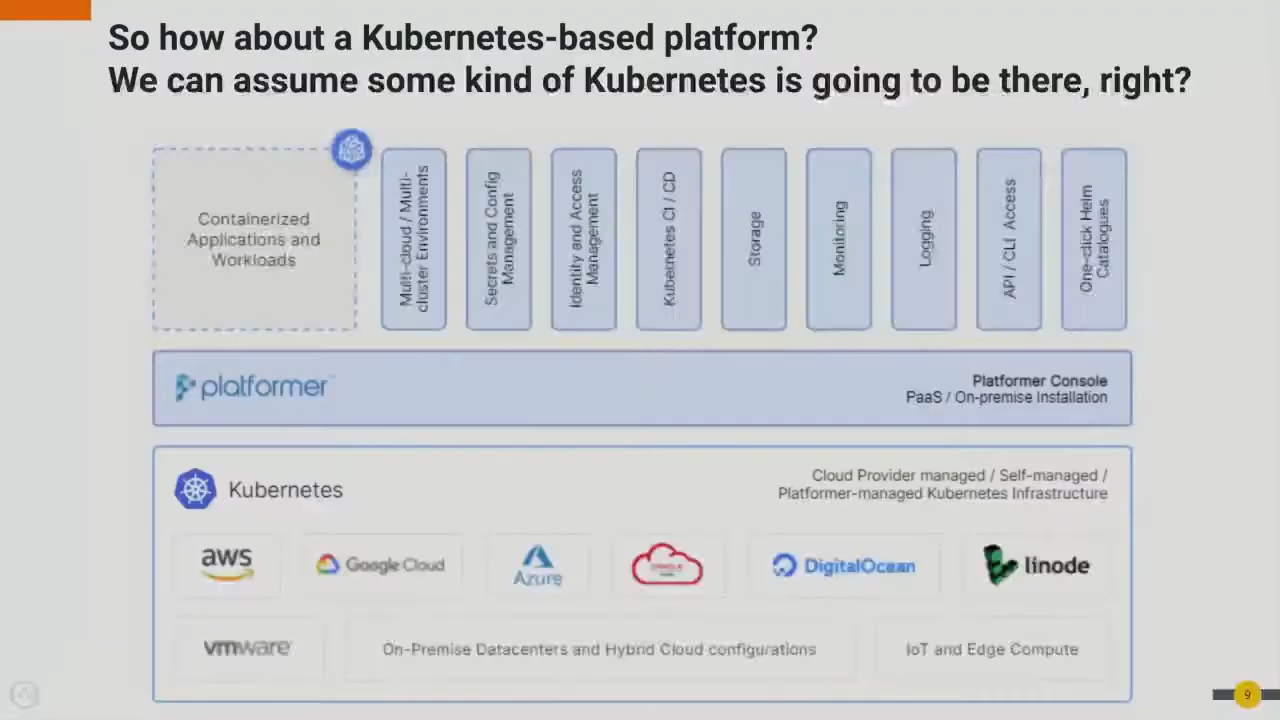 So how about a Kubernetes-based platform?
We can assume some kind of Kubernetes is going to be there, right?
Containerized
Applications and
Workloads
Multi-cloud / Multi-
cluster Environments
Secrets and Config
Management
Identity and Access
Management
Kubernetes CI / CD
Storage
Monitoring
Logging
API / CLI Access
One-click Helm
Catalogues
platformer
Platformer Console
PaaS / On-premise Installation
Kubernetes
Cloud Provider managed / Self-managed /
Platformer-managed Kubernetes Infrastructure
aws
Google Cloud
Azure
DigitalOcean
linode
vmware
On-Premise Datacenters and Hybrid Cloud configurations
IoT and Edge Compute
9